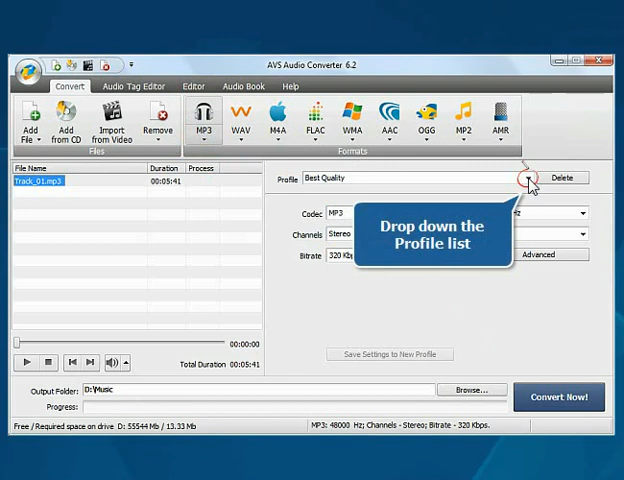 AVS Audio Converter 6.2
Convert
Audio Tag Editor
Editor
Audio Book
Help
Add File
Add from CD
Import from Video
Remove
Files
MP3
WAV
M4A
FLAC
WMA
AAC
OGG
MP2
AMR
Formats
File Name
Duration
Process
Track_01.mp3
00:05:41
Profile
Best Quality
Delete
Codec
MP3
Hz
Channels
Stereo
Bitrate
320 Kb
Advanced
Drop down the
Profile list
00:00:00
Total Duration 00:05:41
Save Settings to New Profile
Output Folder:
D:\Music
Browse...
Convert Now!
Progress:
Free / Required space on drive D: 55544 Mb / 13.33 Mb
MP3: 48000 Hz; Channels - Stereo; Bitrate - 320 Kbps.